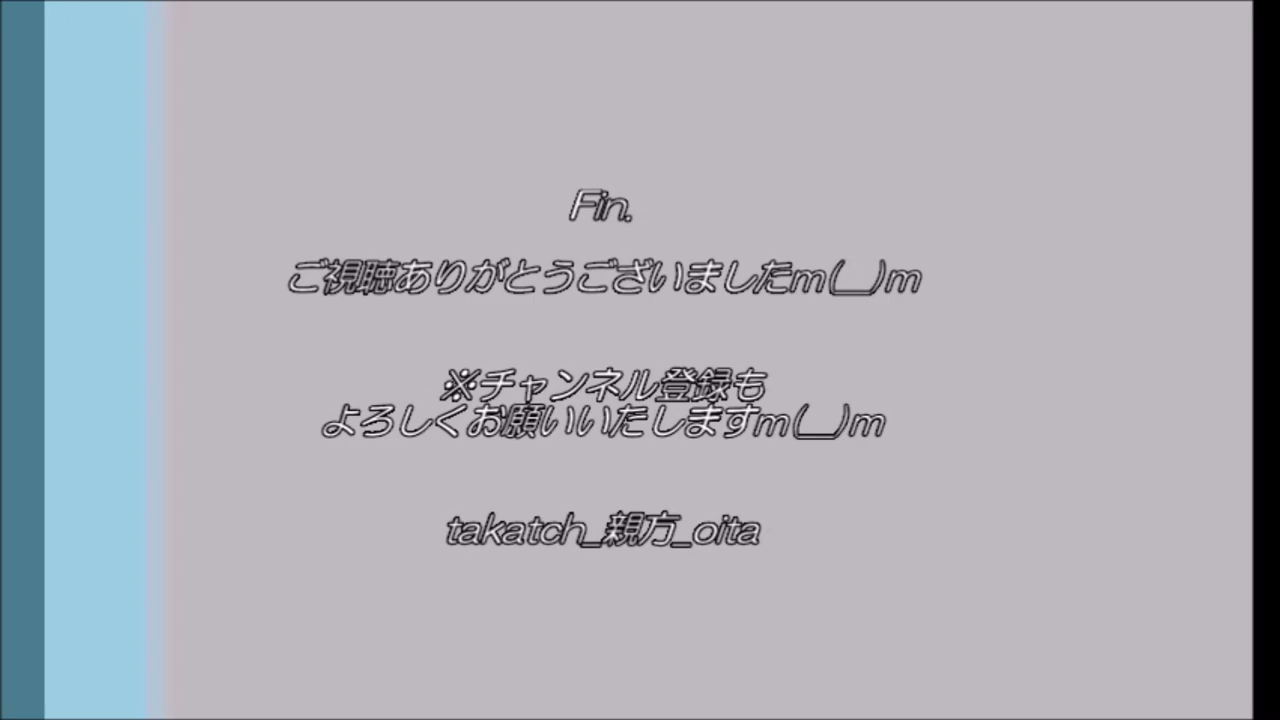 Fin.
ご視聴ありがとうございましたm(__)m
※チャンネル登録も
よろしくお願いいたしますm(__)m
takatch_親方_oita